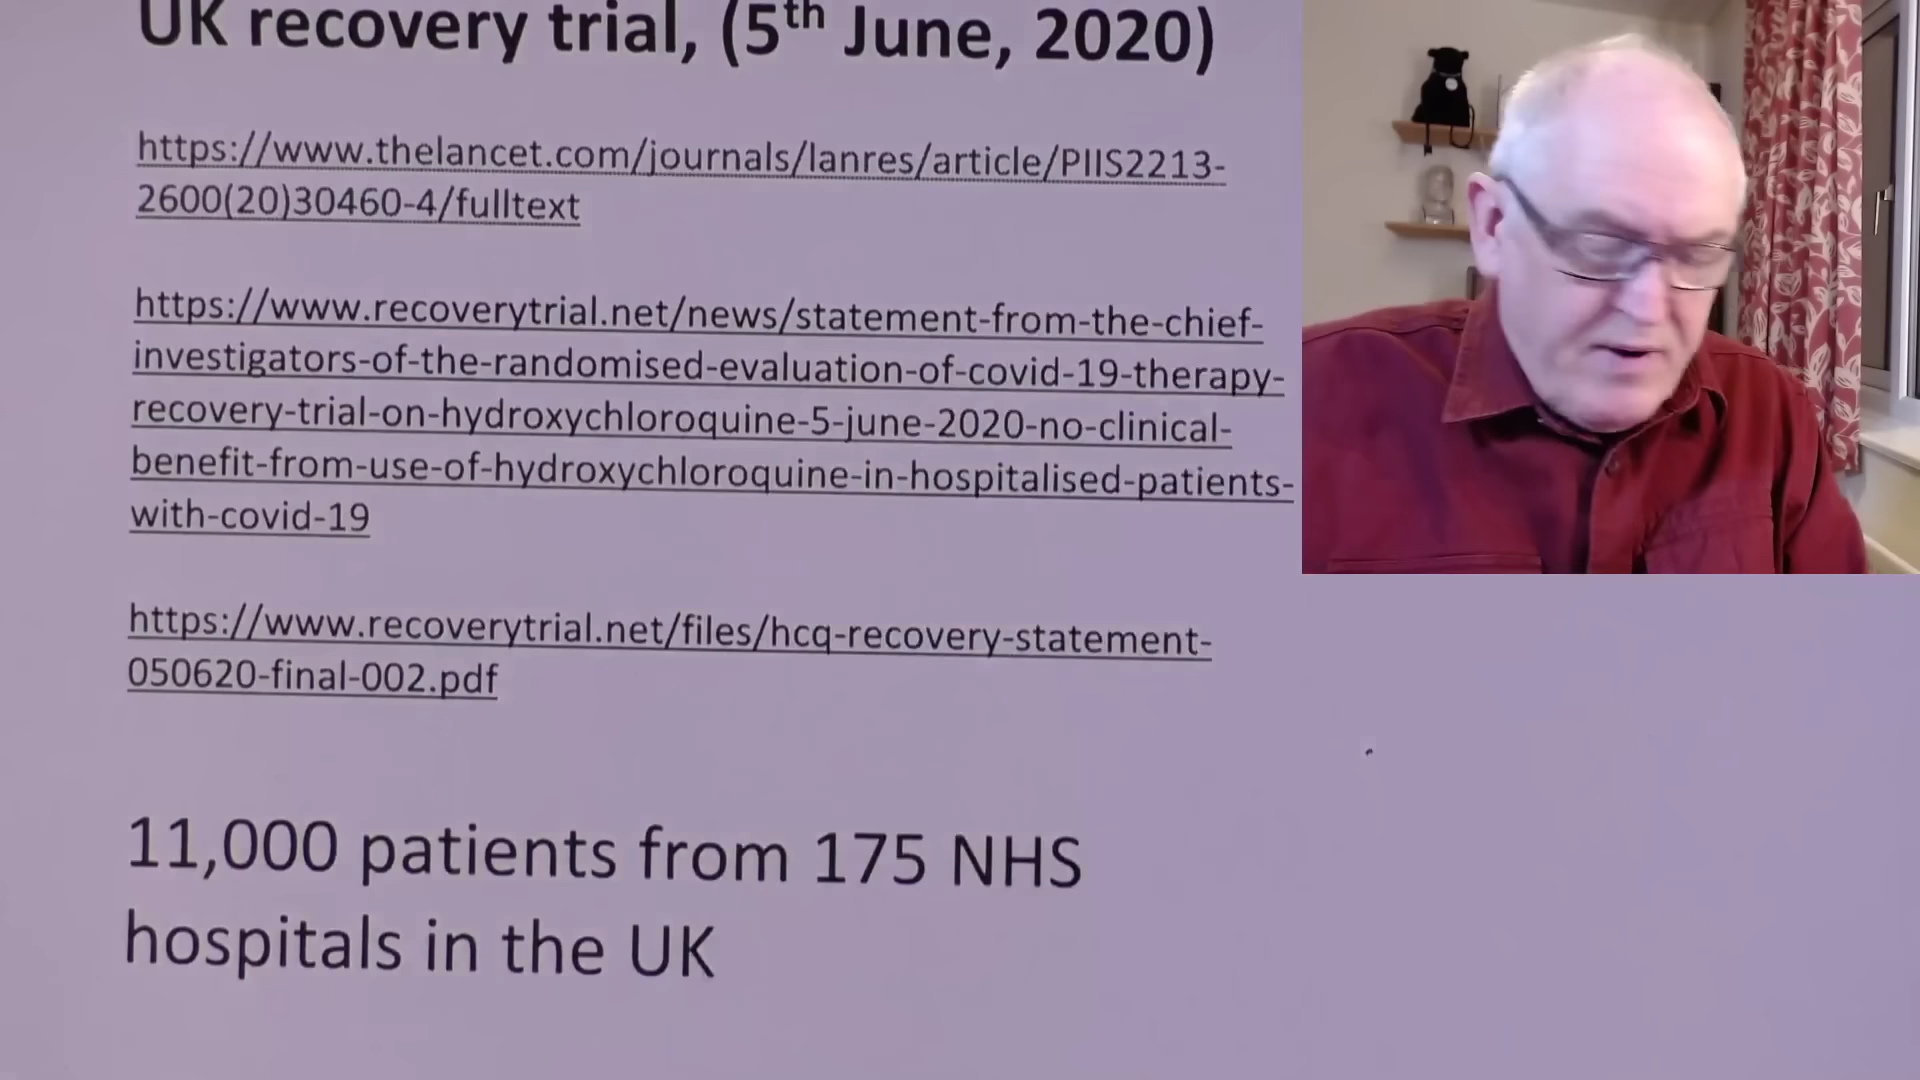 UK recovery trial, (5th June, 2020)
https://www.thelancet.com/journals/lanres/article/PIIS2213-
2600(20)30460-4/fulltext
https://www.recoverytrial.net/news/statement-from-the-chief-
investigators-of-the-randomised-evaluation-of-covid-19-therapy-
recovery-trial-on-hydroxychloroquine-5-june-2020-no-clinical-
benefit-from-use-of-hydroxychloroquine-in-hospitalised-patients-
with-covid-19
https://www.recoverytrial.net/files/hcq-recovery-statement-
050620-final-002.pdf
11,000 patients from 175 NHS
hospitals in the UK